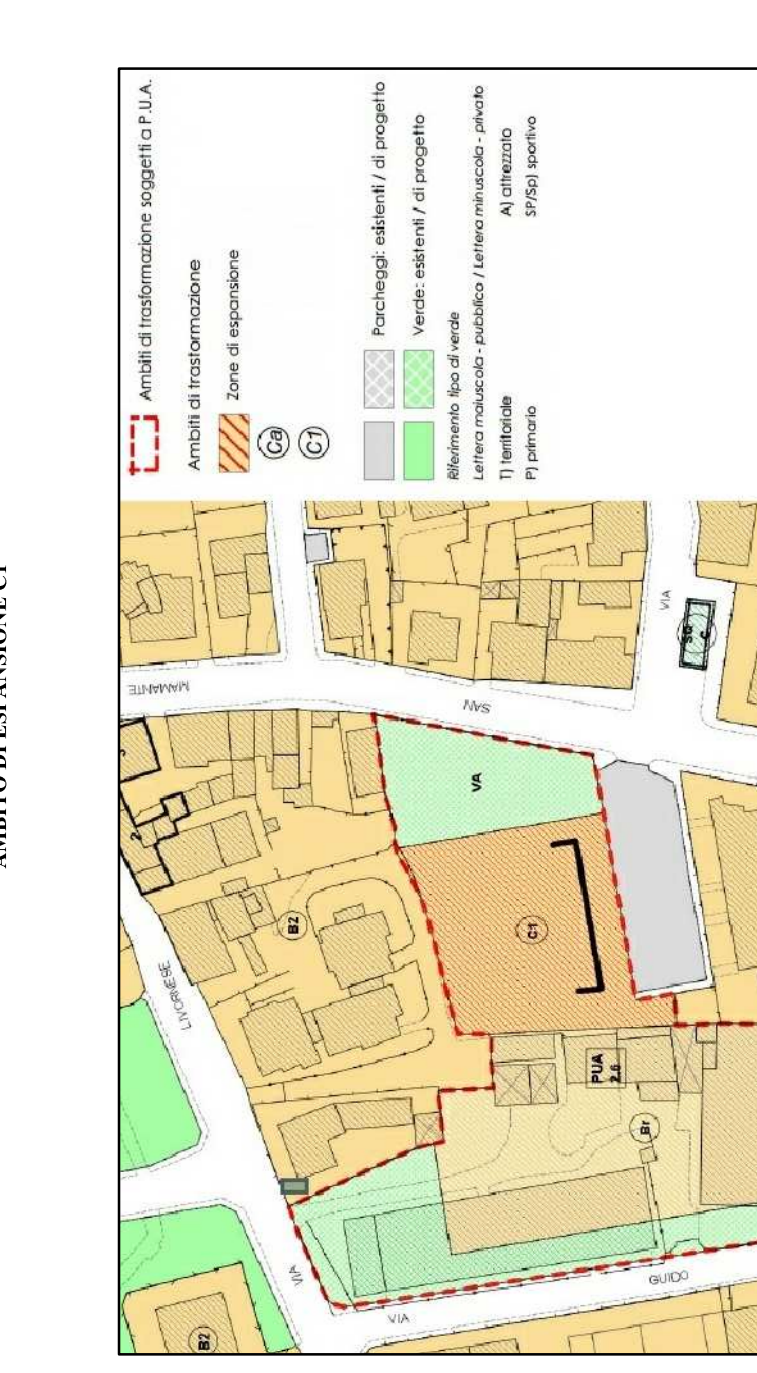 AMBITO DI ESPANSIONE C1
Ambiti di trasformazione soggetti a P.U.A.
Ambiti di trasformazione
Zone di espansione
Ca
C1
Parcheggi: esistenti / di progetto
Verde: esistenti / di progetto
Riferimento tipo di verde
Lettera maiuscola - pubblico / Lettera minuscola - privato
T) territoriale
A) attrezzato
P) primario
SP/Sp) sportivo
MAMANTE
SAN
VIA
VA
2
3
B2
C1
LIVORNESE
PUA
2.6
Br
VIA
VIA
GUIDO
B2